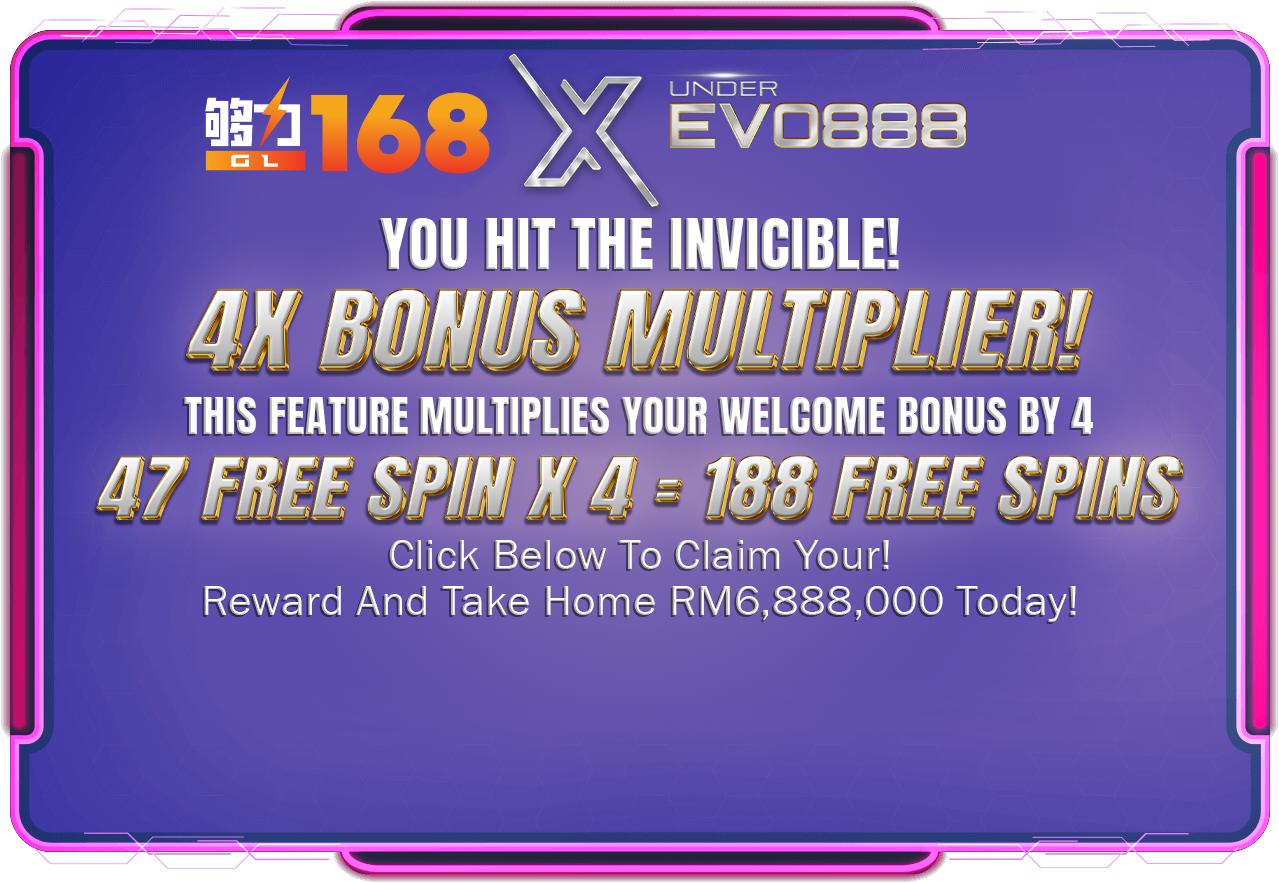 够力 GL 168 X UNDER EVO888
YOU HIT THE INVICIBLE!
4X BONUS MULTIPLIER!
THIS FEATURE MULTIPLIES YOUR WELCOME BONUS BY 4
47 FREE SPIN X 4 = 188 FREE SPINS
Click Below To Claim Your!
Reward And Take Home RM6,888,000 Today!